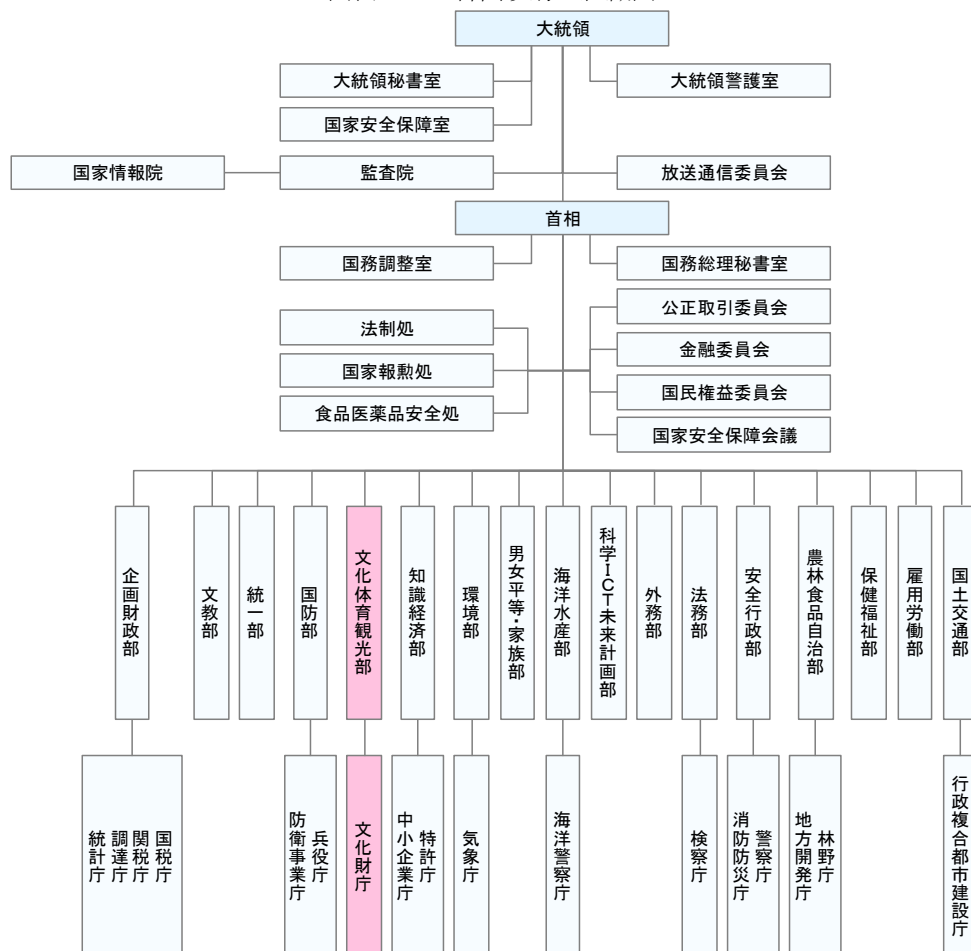 大統領
大統領秘書室
大統領警護室
国家安全保障室
国家情報院
監査院
放送通信委員会
首相
国務調整室
国務総理秘書室
公正取引委員会
法制処
金融委員会
国家報勲処
国民権益委員会
食品医薬品安全処
国家安全保障会議
企画財政部
文教部
統一部
国防部
文化体育観光部
知識経済部
環境部
男女平等・家族部
海洋水産部
科学ICT未来計画部
外務部
法務部
安全行政部
農林食品自治部
保健福祉部
雇用労働部
国土交通部
国税庁
関税庁
調達庁
統計庁
兵役庁
防衛事業庁
文化財庁
特許庁
中小企業庁
気象庁
海洋警察庁
検察庁
警察庁
消防防災庁
林野庁
地方開発庁
行政複合都市建設庁